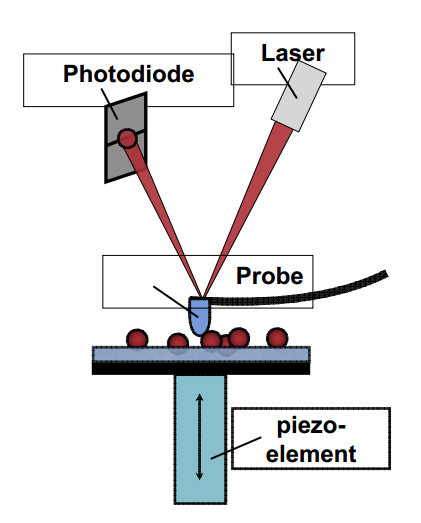 Laser
Photodiode
Probe
piezo-
element